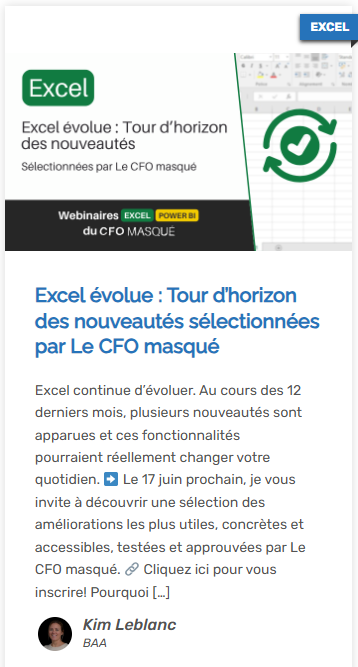 EXCEL
Excel
Excel évolue : Tour d’horizon
des nouveautés
Sélectionnées par Le CFO masqué
Webinaires EXCEL POWER BI
du CFO MASQUÉ
Excel évolue : Tour d’horizon
des nouveautés sélectionnées
par Le CFO masqué
Excel continue d’évoluer. Au cours des 12
derniers mois, plusieurs nouveautés sont
apparues et ces fonctionnalités
pourraient réellement changer votre
quotidien. ➡️ Le 17 juin prochain, je vous
invite à découvrir une sélection des
améliorations les plus utiles, concrètes et
accessibles, testées et approuvées par Le
CFO masqué. 🔗 Cliquez ici pour vous
inscrire! Pourquoi […]
Kim Leblanc
BAA